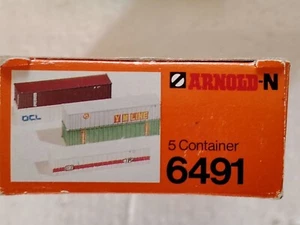 ARNOLD-N
OCL
5 Container
6491